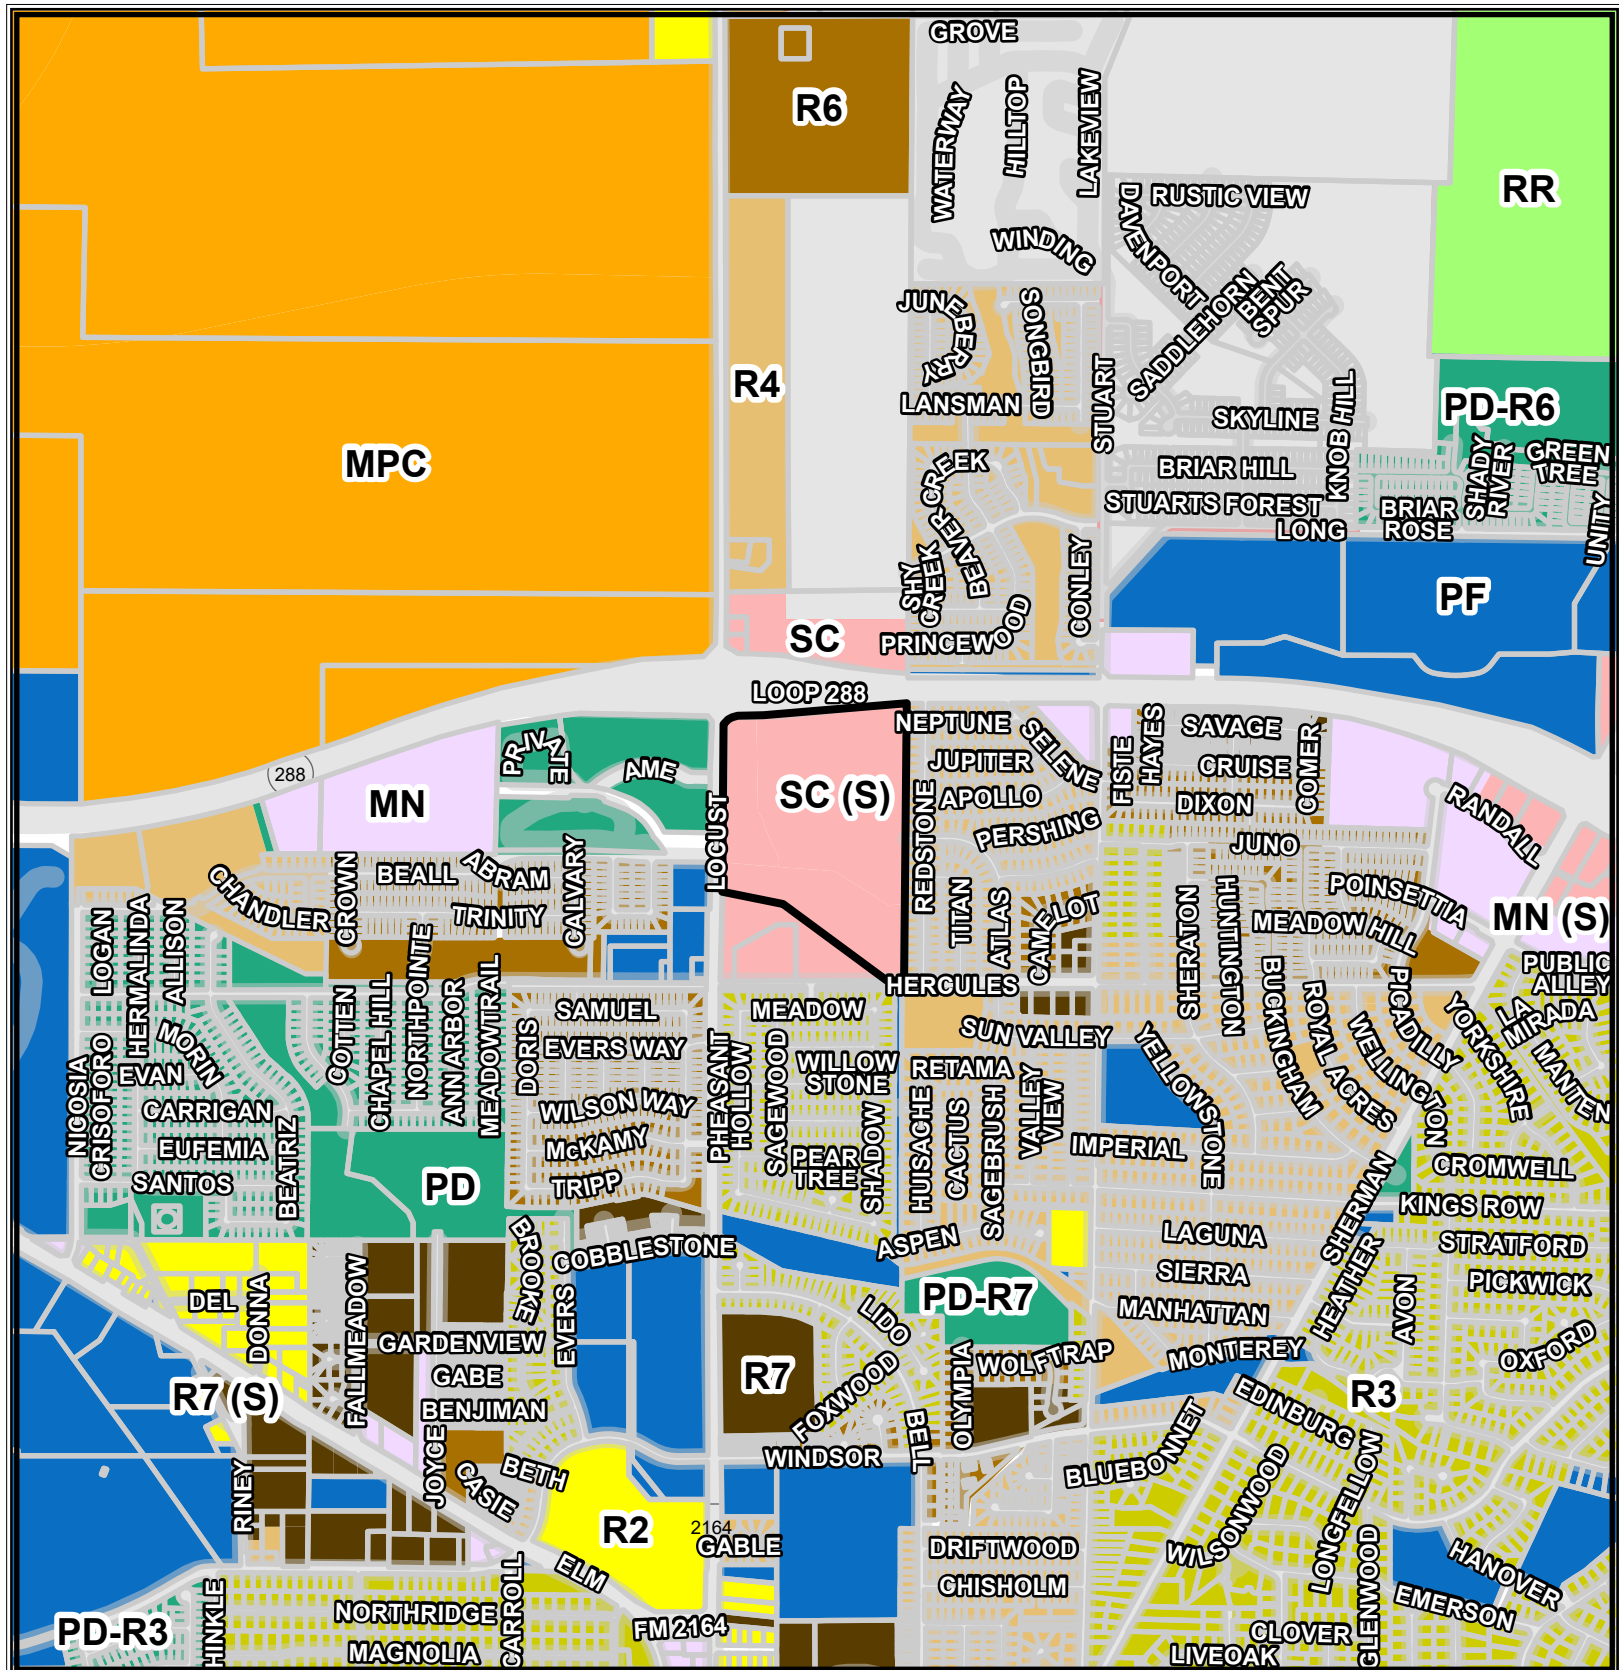 GROVE
R6
WATERWAY
HILLTOP
LAKEVIEW
RR
DAVENPORT
RUSTIC VIEW
WINDING
SADDLEHORN
BENT
SPUR
JUNEBERRY
SONGBIRD
R4
LANSMAN
STUART
SKYLINE
KNOB HILL
PD-R6
MPC
CREEK
BRIAR HILL
SHADY
RIVER
GREEN
TREE
STUARTS FOREST
LONG
BRIAR
ROSE
UNITY
BEAVER
SHY
CREEK
CONLEY
PF
SC
PRINCEWOOD
LOOP 288
NEPTUNE
SELENE
FISTE
HAYES
SAVAGE
PRIVATE
AME
288
JUPITER
CRUISE
COMER
MN
SC (S)
APOLLO
DIXON
RANDALL
LOCUST
REDSTONE
PERSHING
JUNO
BEALL
ABRAM
CHANDLER
CROWN
TRINITY
CALVARY
TITAN
ATLAS
CAMELOT
SHERATON
HUNTINGTON
POINSETTIA
MEADOW HILL
MN (S)
LOGAN
HERMALINDA
ALLISON
NORTHPOINTE
HERCULES
BUCKINGHAM
ROYAL ACRES
PICADILLY
PUBLIC
ALLEY
COTTEN
CHAPEL HILL
ANN ARBOR
MEADOWTRAIL
SAMUEL
MEADOW
SUN VALLEY
YELLOWSTONE
WELLINGTON
YORKSHIRE
LA
MIRADA
NICOSIA
CRISOFORO
MORIN
EVAN
DORIS
EVERS WAY
PHEASANT
HOLLOW
SAGEWOOD
WILLOW
STONE
RETAMA
VALLEY
VIEW
MANTEN
CARRIGAN
WILSON WAY
HUISACHE
CACTUS
SAGEBRUSH
EUFEMIA
BEATRIZ
McKAMY
PEAR
TREE
SHADOW
IMPERIAL
SANTOS
PD
TRIPP
SHERMAN
CROMWELL
KINGS ROW
BROOKE
COBBLESTONE
ASPEN
LAGUNA
HEATHER
STRATFORD
DEL
DONNA
FALLMEADOW
EVERS
PD-R7
SIERRA
AVON
PICKWICK
LIDO
MANHATTAN
GARDENVIEW
OLYMPIA
WOLFTRAP
MONTEREY
OXFORD
R7 (S)
GABE
R7
FOXWOOD
R3
BENJIMAN
BELL
EDINBURG
RINEY
JOYCE
CASIE
BETH
WINDSOR
BLUEBONNET
WILSONWOOD
LONGFELLOW
R2
2164
GABLE
DRIFTWOOD
GLENWOOD
HANOVER
ELM
CHISHOLM
EMERSON
PD-R3
HINKLE
NORTHRIDGE
CARROLL
FM 2164
CLOVER
MAGNOLIA
LIVEOAK